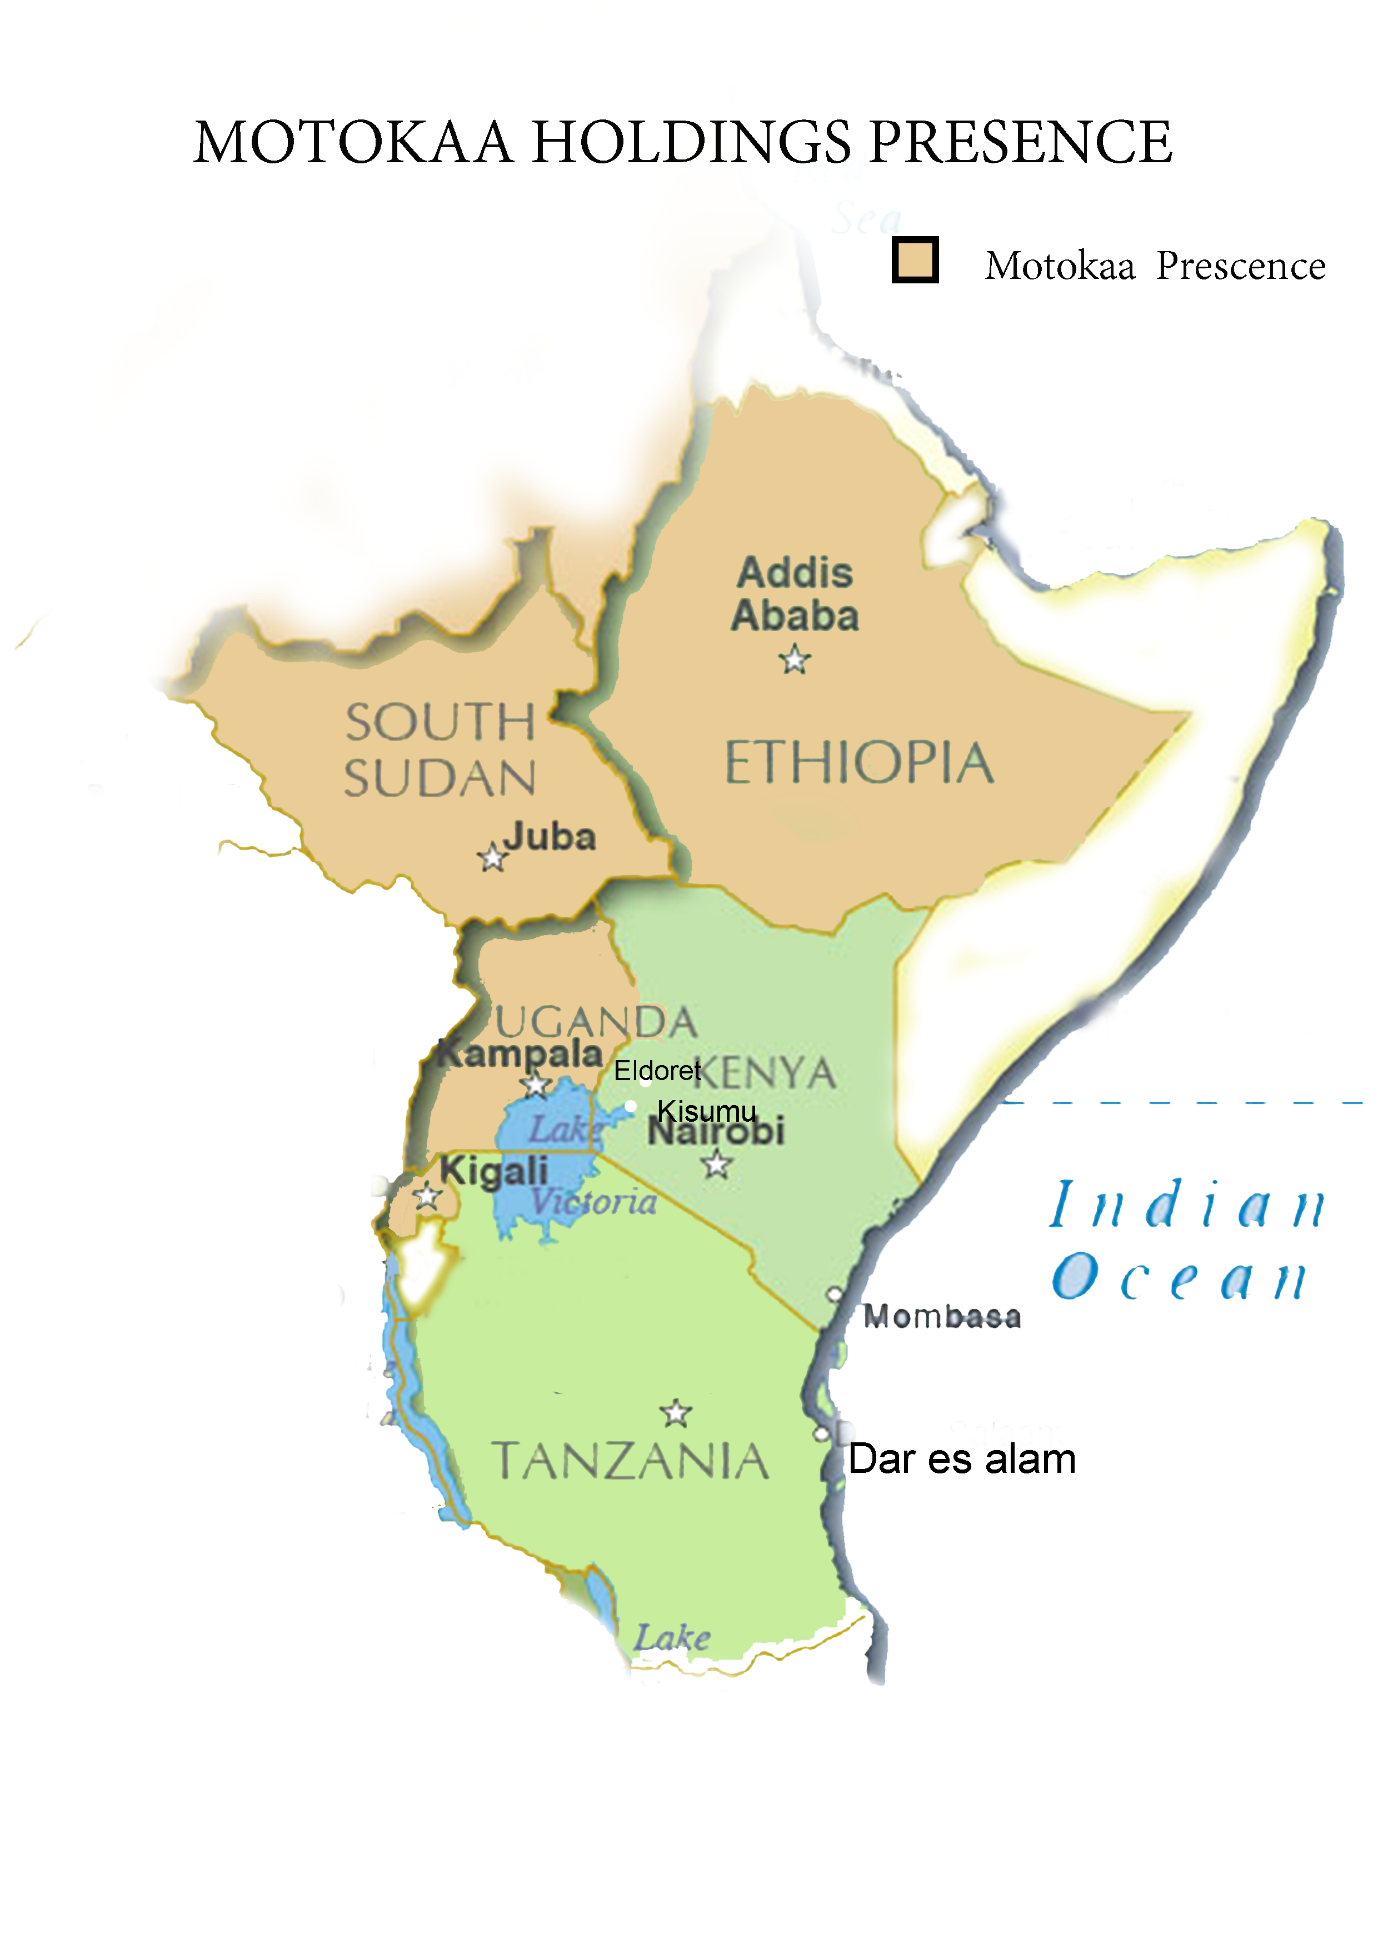 MOTOKAA HOLDINGS PRESENCE
Sea
Motokaa Prescence
Addis
Ababa
SOUTH
SUDAN
ETHIOPIA
Juba
UGANDA
Kampala
Eldoret
KENYA
Kisumu
Lake
Nairobi
Kigali
Victoria
Indian
Ocean
Mombasa
TANZANIA
Dar es alam
Lake